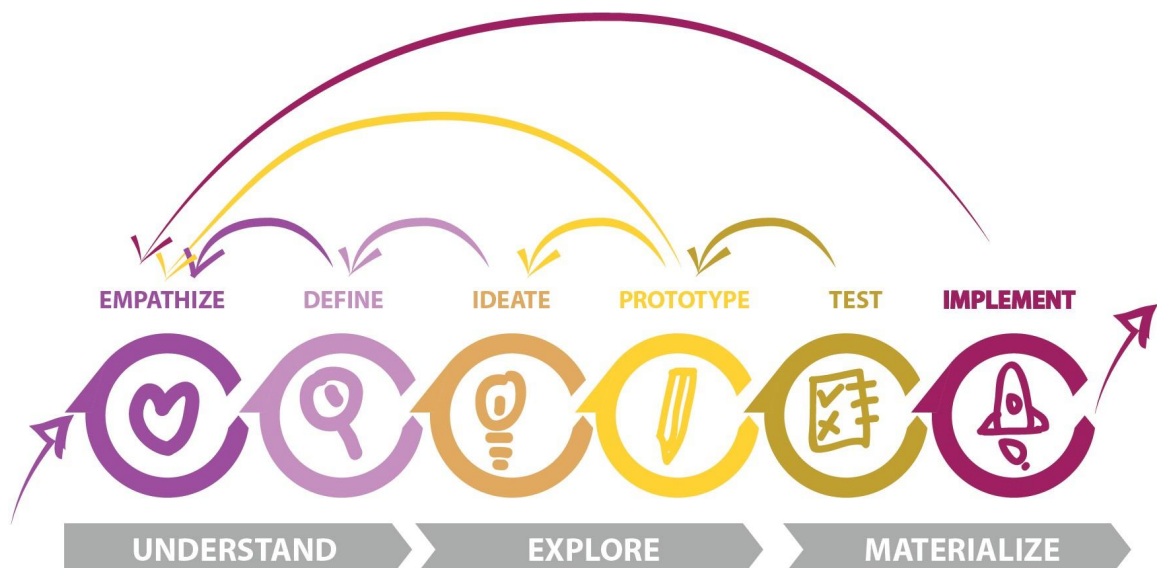 EMPATHIZE DEFINE IDEATE PROTOTYPE TEST IMPLEMENT
UNDERSTAND EXPLORE MATERIALIZE